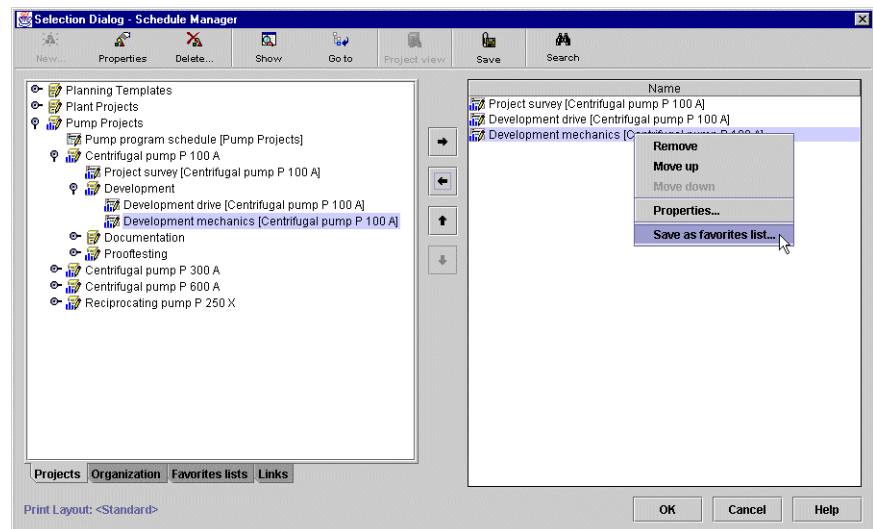 Selection Dialog - Schedule Manager
New... Properties Delete... Show Go to Project view Save Search
Planning Templates
Plant Projects
Pump Projects
Pump program schedule [Pump Projects]
Centrifugal pump P 100 A
Project survey [Centrifugal pump P 100 A]
Development
Development drive [Centrifugal pump P 100 A]
Development mechanics [Centrifugal pump P 100 A]
Documentation
Prooftesting
Centrifugal pump P 300 A
Centrifugal pump P 600 A
Reciprocating pump P 250 X
Projects Organization Favorites lists Links
Name
Project survey [Centrifugal pump P 100 A]
Development drive [Centrifugal pump P 100 A]
Development mechanics
Remove
Move up
Move down
Properties...
Save as favorites list...
Print Layout: <Standard>
OK Cancel Help